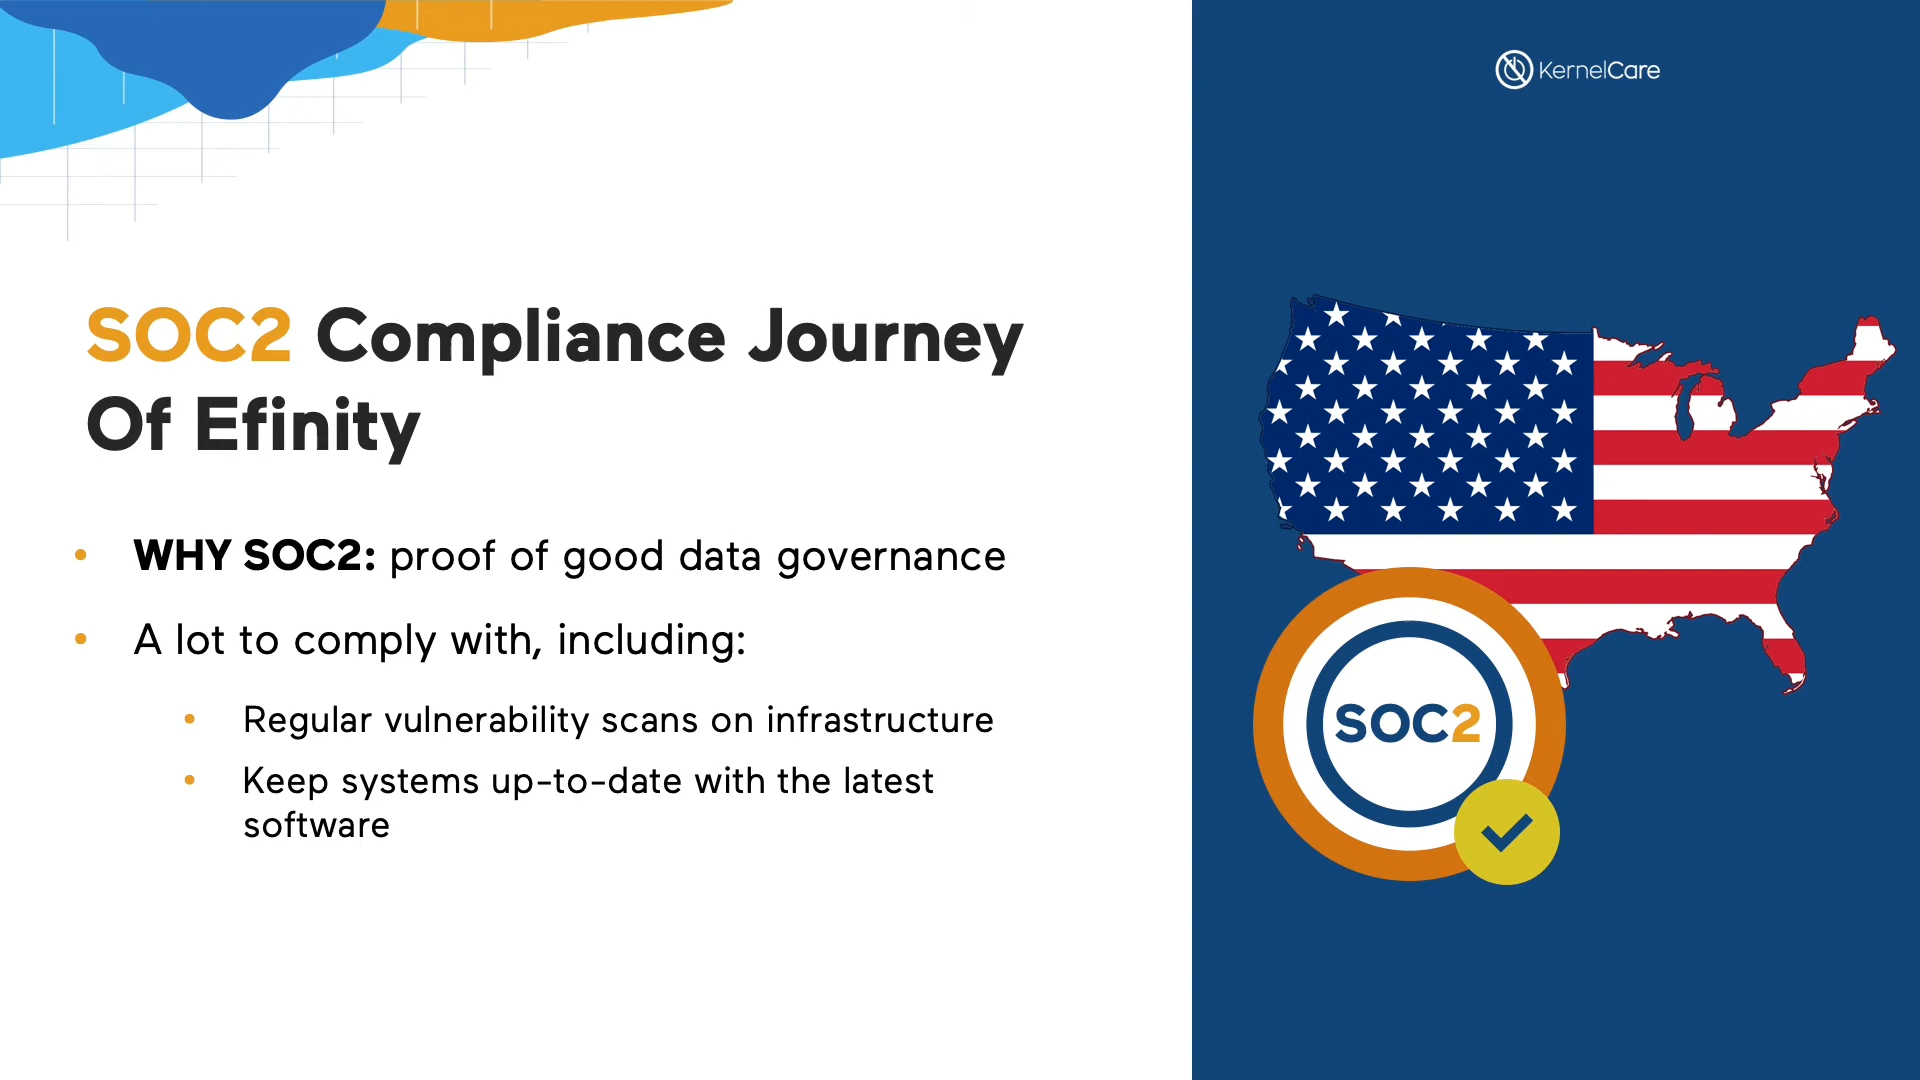 KernelCare
SOC2 Compliance Journey
Of Efinity
• WHY SOC2: proof of good data governance
• A lot to comply with, including:
• Regular vulnerability scans on infrastructure
• Keep systems up-to-date with the latest
software
SOC2